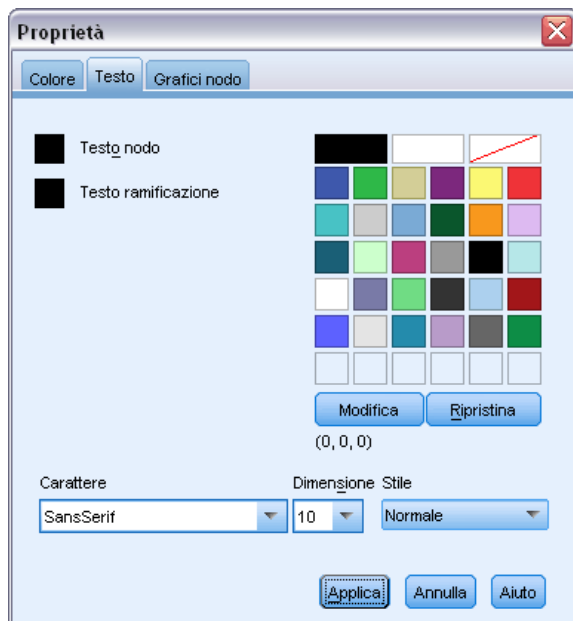 Proprietà
Colore Testo Grafici nodo
Testo nodo
Testo ramificazione
Modifica Ripristina
(0, 0, 0)
Carattere Dimensione Stile
SansSerif 10 Normale
Applica Annulla Aiuto